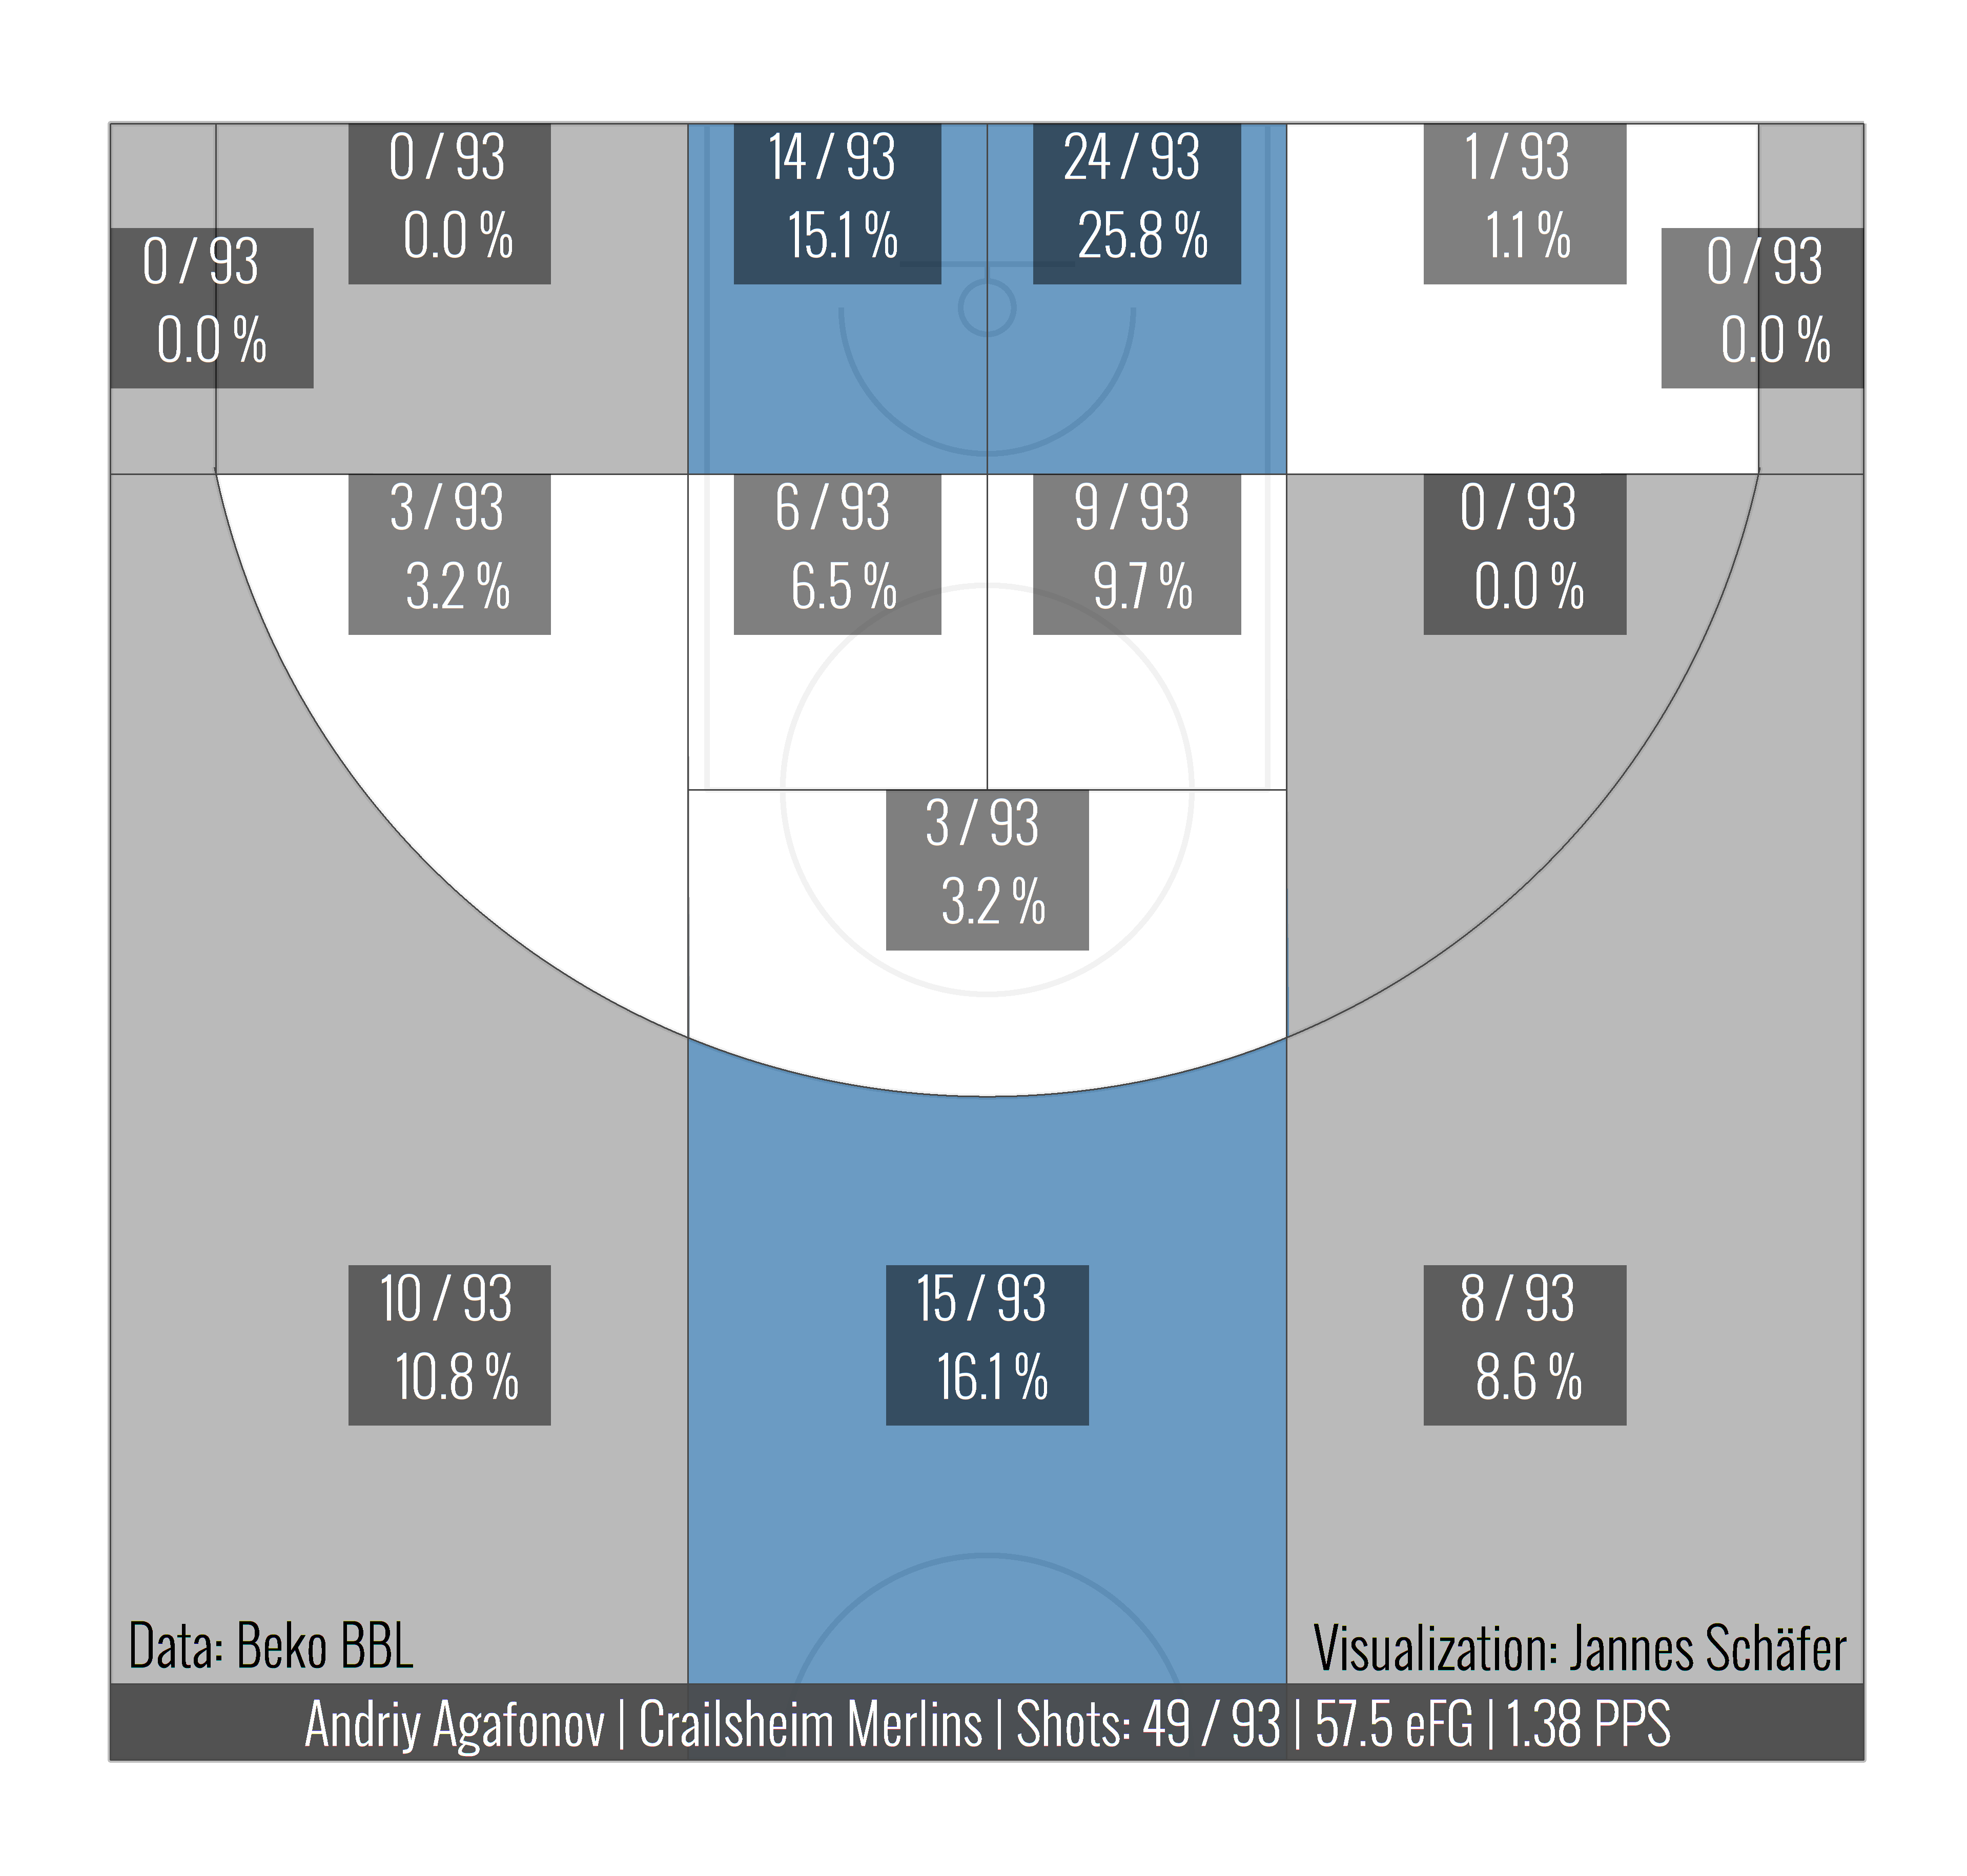 0 / 93
0.0 %
14 / 93
15.1 %
24 / 93
25.8 %
1 / 93
1.1 %
0 / 93
0.0 %
0 / 93
0.0 %
3 / 93
3.2 %
6 / 93
6.5 %
9 / 93
9.7 %
0 / 93
0.0 %
3 / 93
3.2 %
10 / 93
10.8 %
15 / 93
16.1 %
8 / 93
8.6 %
Data: Beko BBL
Visualization: Jannes Schäfer
Andriy Agafonov | Crailsheim Merlins | Shots: 49 / 93 | 57.5 eFG | 1.38 PPS